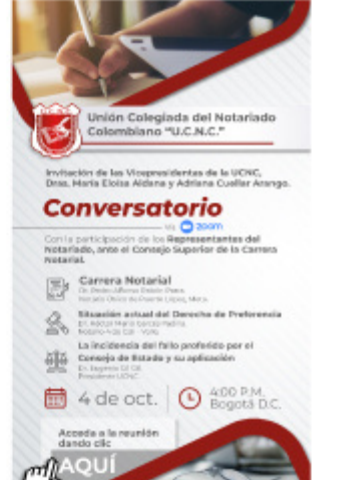 Unión Colegiada del Notariado
Colombiano "U.C.N.C."
Invitación de las Vicepresidentas de la UCNC,
Dras. María Eloisa Aldana y Adriana Cuellar Arango.
Conversatorio
vía zoom
Con la participación de los Representantes del
Notariado, ante el Consejo Superior de la Carrera
Notarial.
Carrera Notarial
Situación actual del Derecho de Preferencia
La incidencia del fallo proferido por el
Consejo de Estado y su aplicación
4 de oct.
4:00 P.M.
Bogotá D.C.
Acceda a la reunión
dando clic
AQUÍ